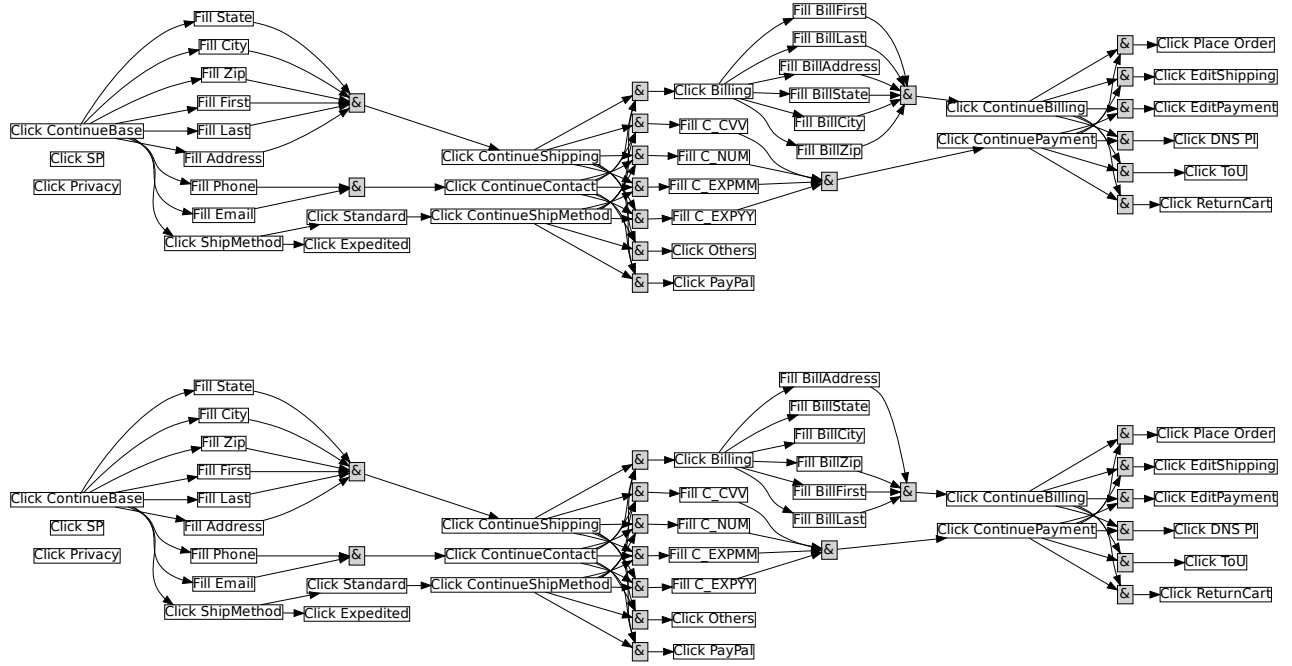 Fill State
Fill City
Fill Zip
Fill First
Fill Last
Fill Address
Fill Phone
Fill Email
Click ShipMethod
Click ContinueBase
Click SP
Click Privacy
&
&
Click Standard
Click Expedited
Click ContinueShipping
Click ContinueContact
Click ContinueShipMethod
&
&
&
&
&
&
&
Click Billing
Fill C_CVV
Fill C_NUM
Fill C_EXPMM
Fill C_EXPYY
Click Others
Click PayPal
Fill BillFirst
Fill BillLast
Fill BillAddress
Fill BillState
Fill BillCity
Fill BillZip
&
&
Click ContinueBilling
Click ContinuePayment
&
&
&
&
&
&
Click Place Order
Click EditShipping
Click EditPayment
Click DNS PI
Click ToU
Click ReturnCart
Fill State
Fill City
Fill Zip
Fill First
Fill Last
Fill Address
Fill Phone
Fill Email
Click ShipMethod
Click ContinueBase
Click SP
Click Privacy
&
&
Click Standard
Click Expedited
Click ContinueShipping
Click ContinueContact
Click ContinueShipMethod
&
&
&
&
&
&
&
Click Billing
Fill C_CVV
Fill C_NUM
Fill C_EXPMM
Fill C_EXPYY
Click Others
Click PayPal
Fill BillAddress
Fill BillState
Fill BillCity
Fill BillZip
Fill BillFirst
Fill BillLast
&
&
Click ContinueBilling
Click ContinuePayment
&
&
&
&
&
&
Click Place Order
Click EditShipping
Click EditPayment
Click DNS PI
Click ToU
Click ReturnCart